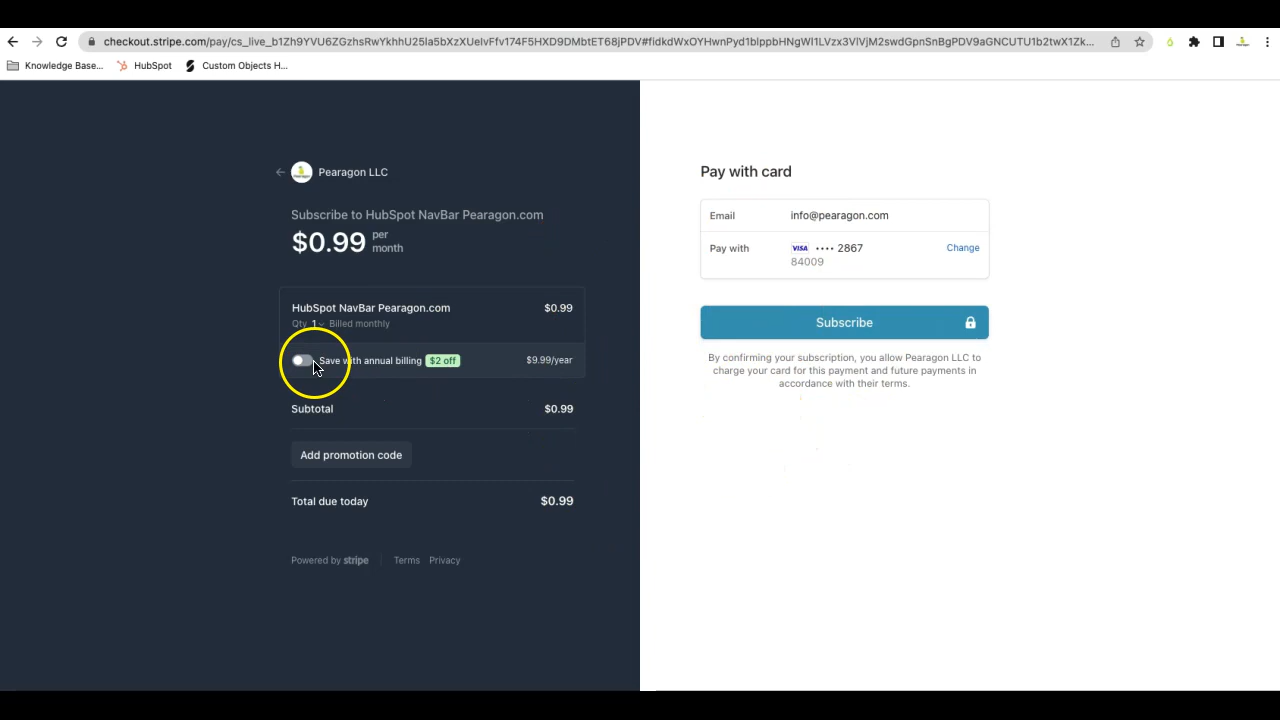 checkout.stripe.com/pay/
Knowledge Base...
HubSpot
Custom Objects H...
Pearagon LLC
Subscribe to HubSpot NavBar Pearagon.com
$0.99 per month
HubSpot NavBar Pearagon.com $0.99
Qty 1 Billed monthly
Save with annual billing $2 off $9.99/year
Subtotal $0.99
Add promotion code
Total due today $0.99
Powered by stripe Terms Privacy
Pay with card
Email info@pearagon.com
Pay with VISA •••• 2867 Change
84009
Subscribe
By confirming your subscription, you allow Pearagon LLC to
charge your card for this payment and future payments in
accordance with their terms.